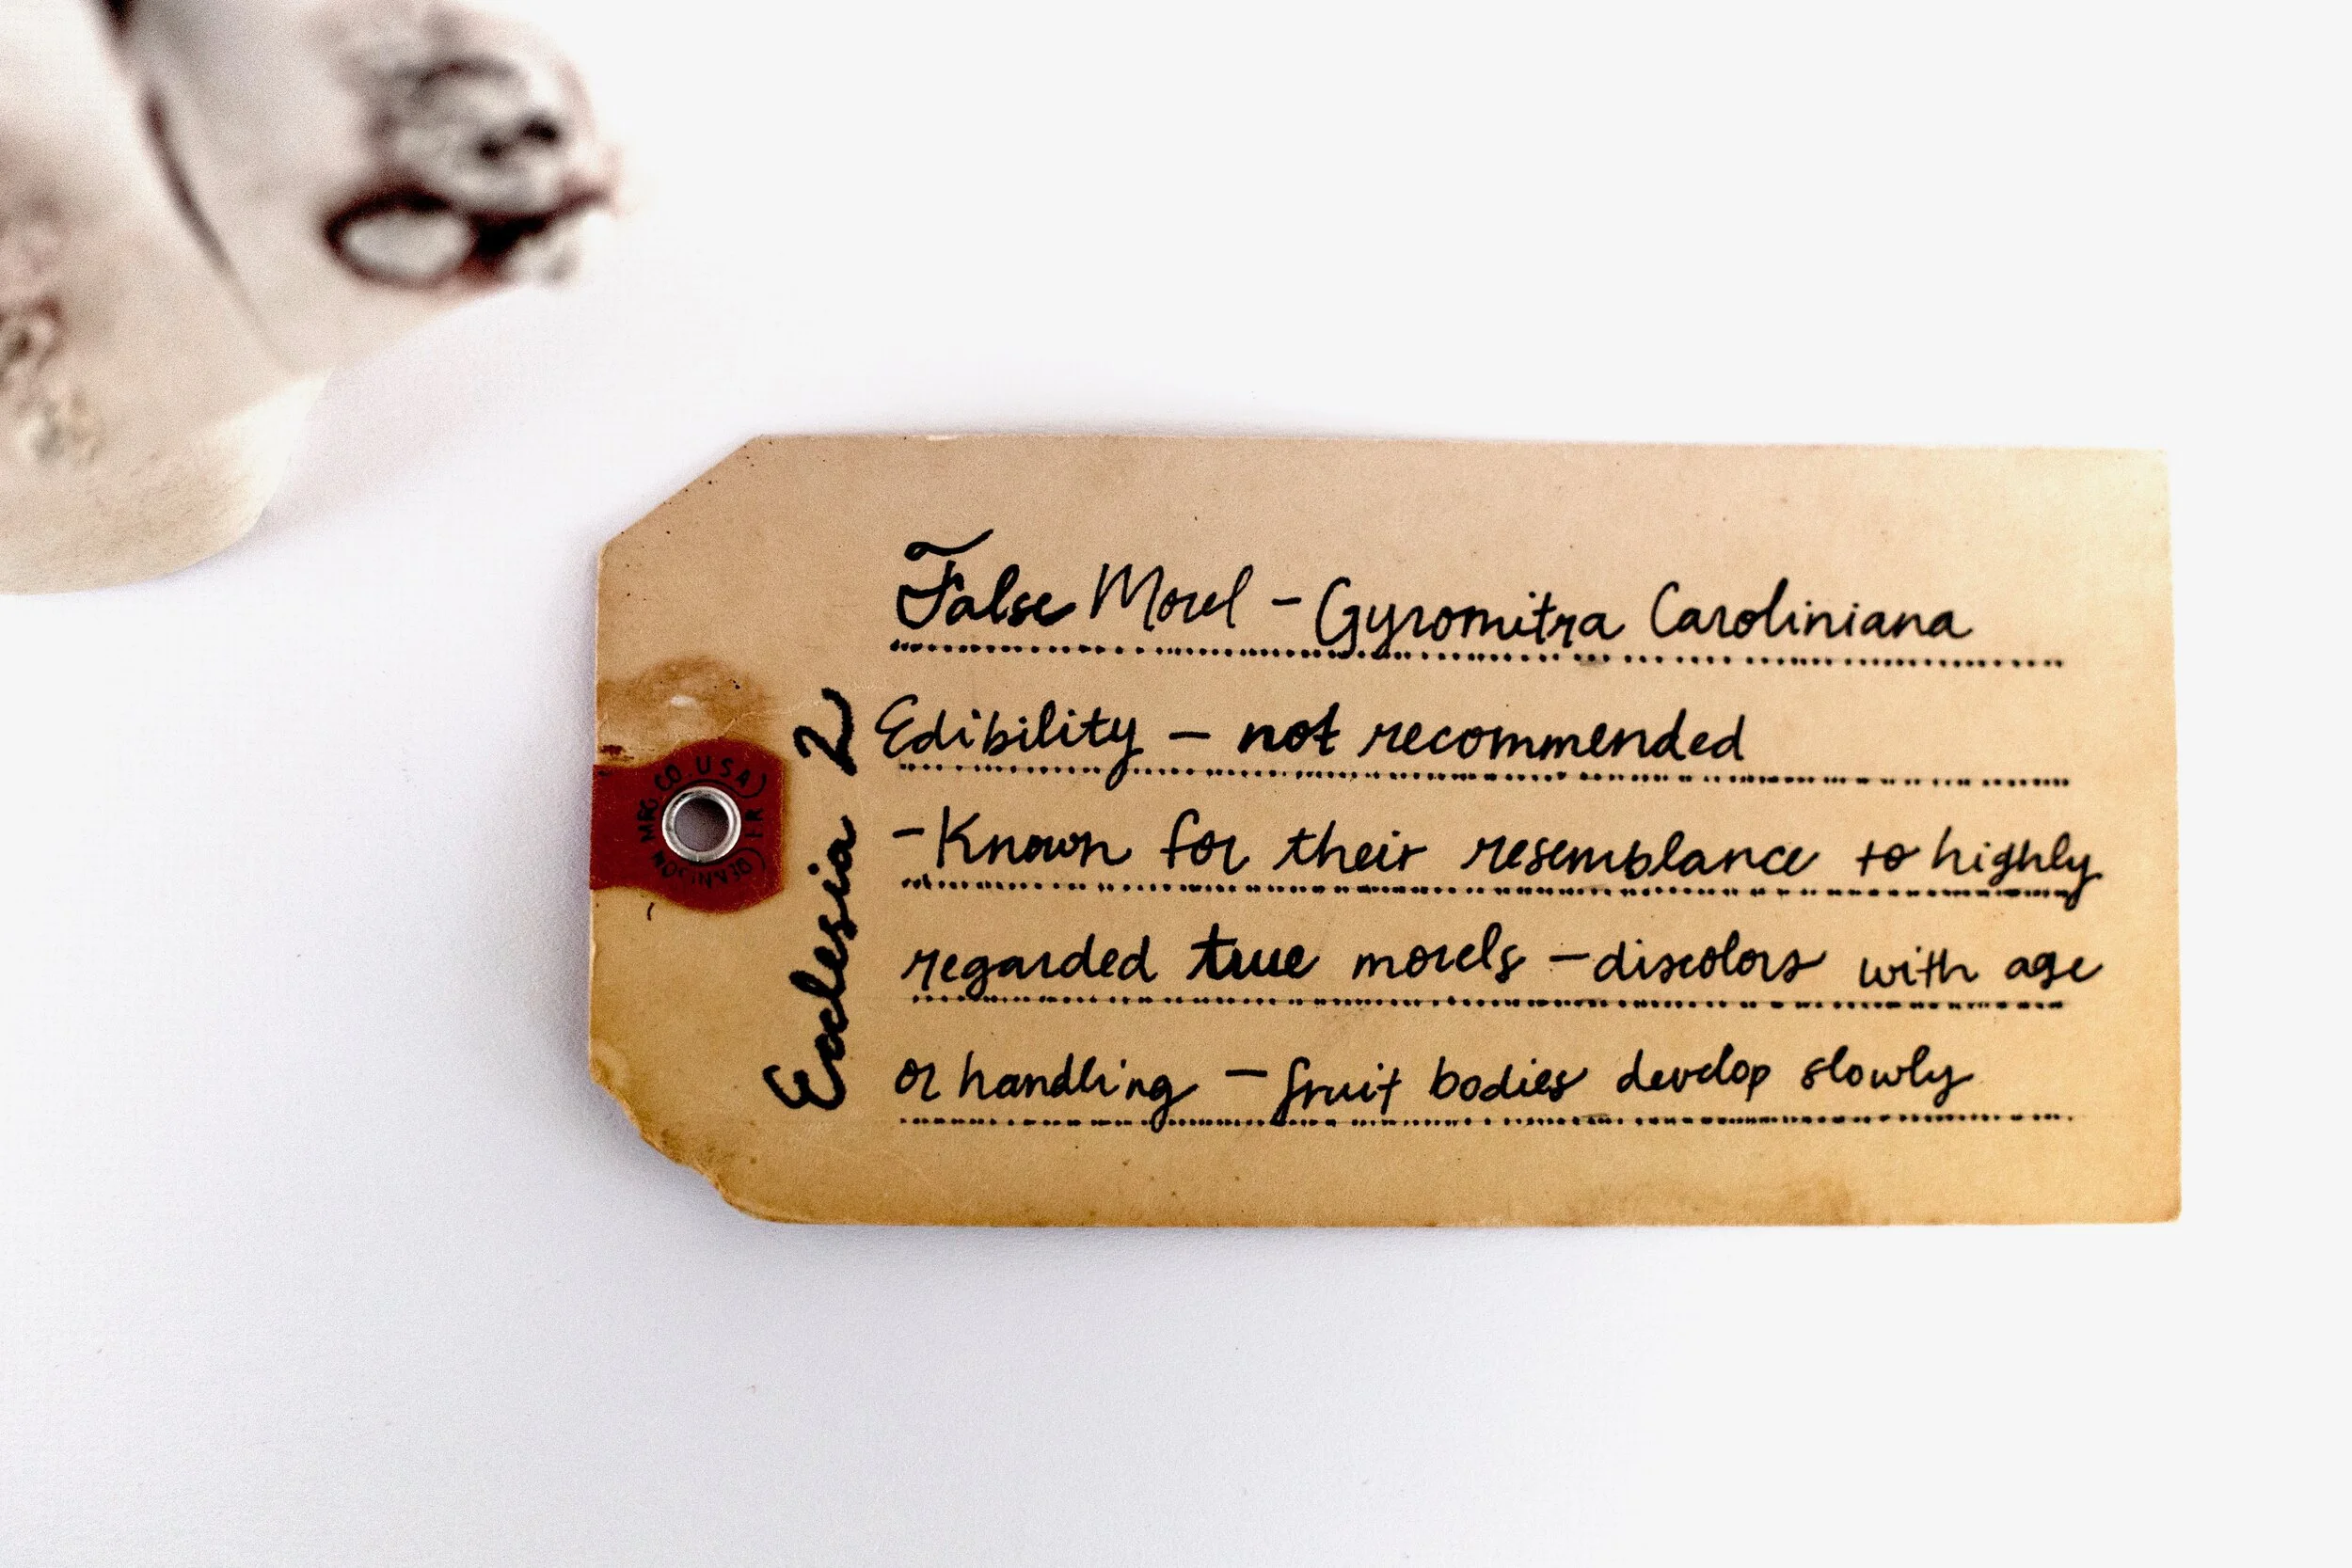 False Morel - Gyromitra Caroliniana
Edibility - not recommended
- Known for their resemblance to highly
regarded true morels - discolors with age
or handling - fruit bodies develop slowly
Ecclesia 2
DENNISON MFG CO. U.S.A. FR